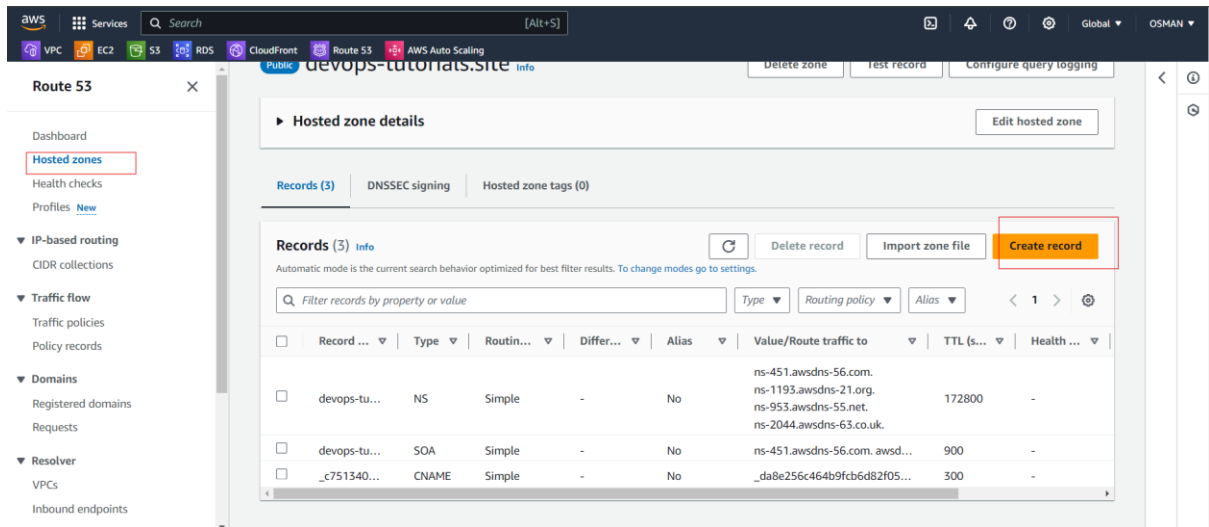 aws Services Search [Alt+S] Global ▼ OSMAN ▼
VPC EC2 S3 RDS CloudFront Route 53 AWS Auto Scaling
Route 53
Dashboard
Hosted zones
Health checks
Profiles New
▼ IP-based routing
CIDR collections
▼ Traffic flow
Traffic policies
Policy records
▼ Domains
Registered domains
Requests
▼ Resolver
VPCs
Inbound endpoints
Public devops-tutorials.site Info Delete zone Test record Configure query logging
▶ Hosted zone details Edit hosted zone
Records (3) DNSSEC signing Hosted zone tags (0)
Records (3) Info Delete record Import zone file Create record
Automatic mode is the current search behavior optimized for best filter results. To change modes go to settings.
Filter records by property or value Type ▼ Routing policy ▼ Alias ▼ < 1 >
Record ... Type Routin... Differ... Alias Value/Route traffic to TTL (s... Health ...
ns-451.awsdns-56.com.
ns-1193.awsdns-21.org.
devops-tu... NS Simple - No ns-953.awsdns-55.net. 172800 -
ns-2044.awsdns-63.co.uk.
devops-tu... SOA Simple - No ns-451.awsdns-56.com. awsd... 900 -
_c751340... CNAME Simple - No _da8e256c464b9fcb6d82f05... 300 -